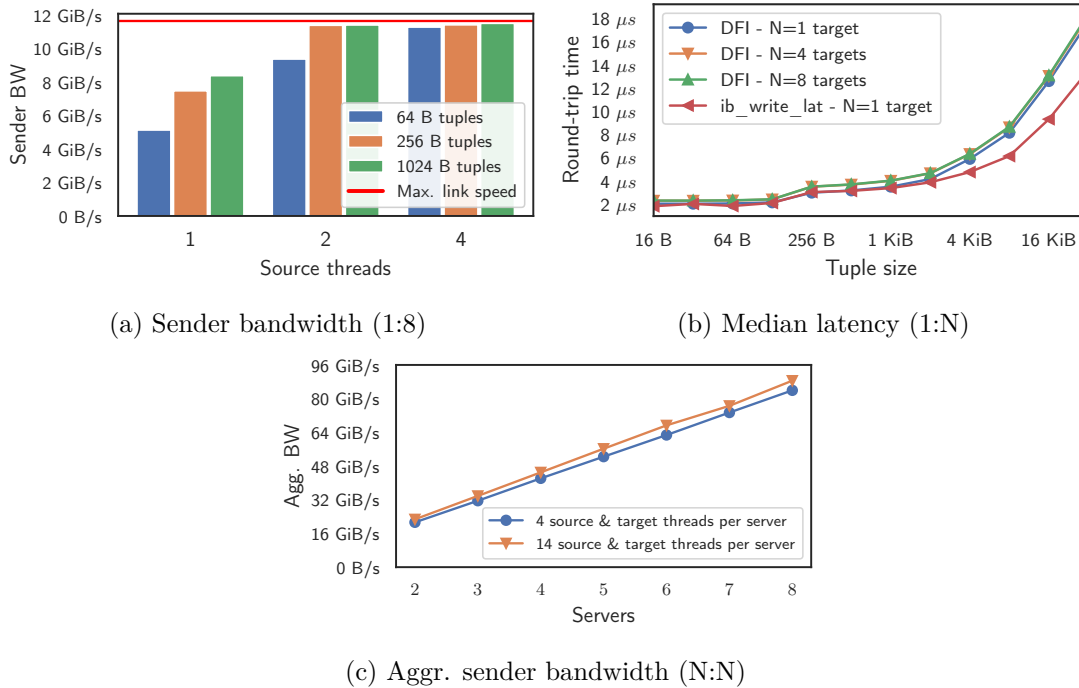 12 GiB/s
10 GiB/s
8 GiB/s
6 GiB/s
4 GiB/s
2 GiB/s
0 B/s
Sender BW
64 B tuples
256 B tuples
1024 B tuples
Max. link speed
1 2 4
Source threads
(a) Sender bandwidth (1:8)
18 µs
16 µs
14 µs
12 µs
10 µs
8 µs
6 µs
4 µs
2 µs
Round-trip time
DFI - N=1 target
DFI - N=4 targets
DFI - N=8 targets
ib_write_lat - N=1 target
16 B 64 B 256 B 1 KiB 4 KiB 16 KiB
Tuple size
(b) Median latency (1:N)
96 GiB/s
80 GiB/s
64 GiB/s
48 GiB/s
32 GiB/s
16 GiB/s
0 B/s
Agg. BW
4 source & target threads per server
14 source & target threads per server
2 3 4 5 6 7 8
Servers
(c) Aggr. sender bandwidth (N:N)